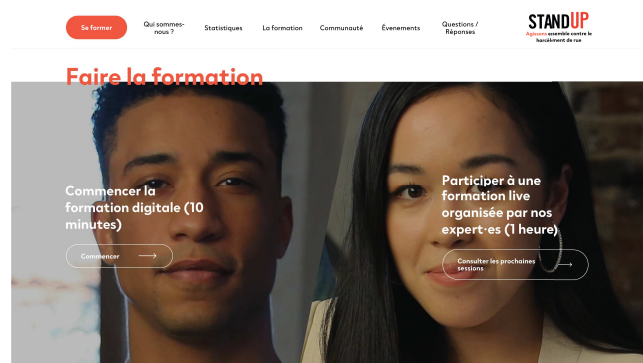 Se former
Qui sommes-
nous ?
Statistiques
La formation
Communauté
Évenements
Questions /
Réponses
STANDUP
Agissons ensemble contre le
harcèlement de rue
Faire la formation
Commencer la
formation digitale (10
minutes)
Commencer
Participer à une
formation live
organisée par nos
expert·es (1 heure)
Consulter les prochaines
sessions